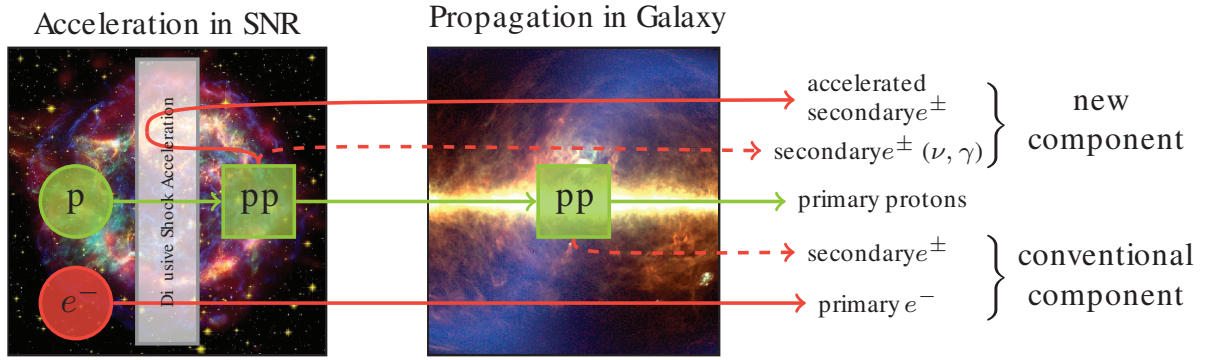 Acceleration in SNR
Propagation in Galaxy
accelerated
secondarye±
new
component
secondarye± (ν, γ)
Di usive Shock Acceleration
p
pp
pp
primary protons
secondarye±
conventional
component
e−
primary e−